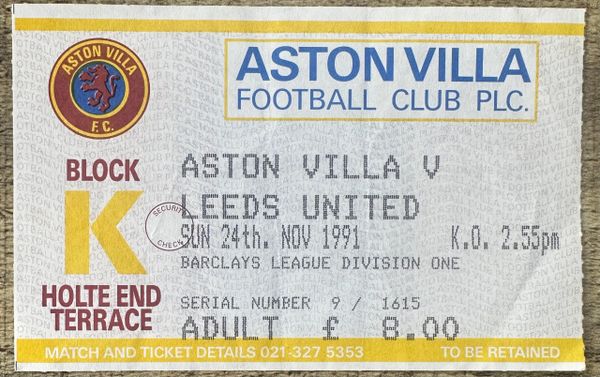 ASTON VILLA
F.C.
ASTON VILLA
FOOTBALL CLUB PLC.
BLOCK
K
HOLTE END
TERRACE
ASTON VILLA V
LEEDS UNITED
SECURITY
CHECK
SUN 24th. NOV 1991 K.O. 2.55pm
BARCLAYS LEAGUE DIVISION ONE
SERIAL NUMBER 9 / 1615
ADULT £ 8.00
MATCH AND TICKET DETAILS 021-327 5353 TO BE RETAINED